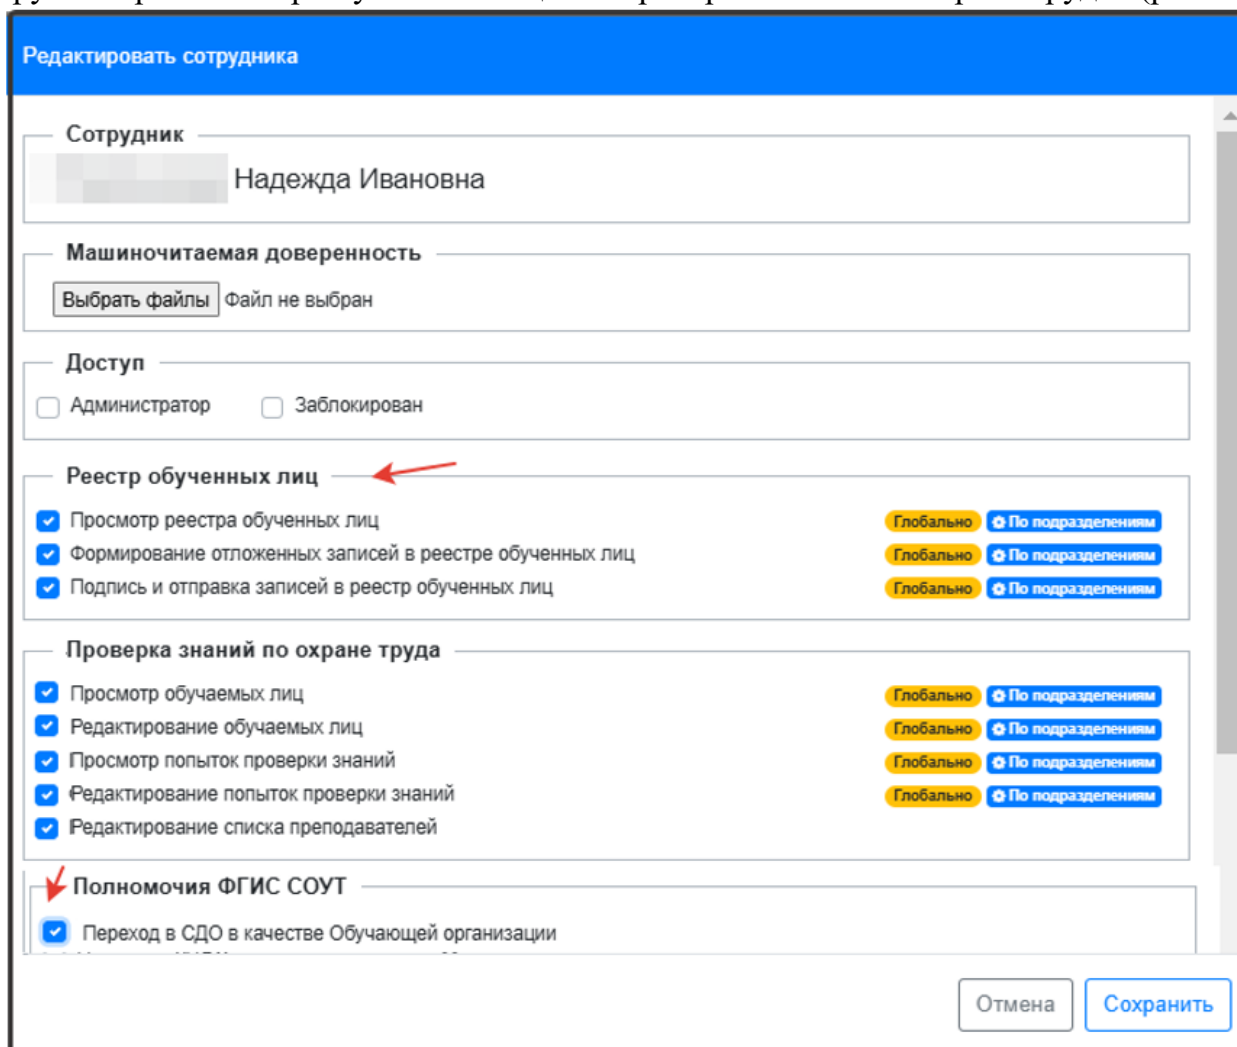 Редактировать сотрудника
Сотрудник
Надежда Ивановна
Машиночитаемая доверенность
Выбрать файлы Файл не выбран
Доступ
Администратор Заблокирован
Реестр обученных лиц
Просмотр реестра обученных лиц Глобально По подразделениям
Формирование отложенных записей в реестре обученных лиц Глобально По подразделениям
Подпись и отправка записей в реестр обученных лиц Глобально По подразделениям
Проверка знаний по охране труда
Просмотр обучаемых лиц Глобально По подразделениям
Редактирование обучаемых лиц Глобально По подразделениям
Просмотр попыток проверки знаний Глобально По подразделениям
Редактирование попыток проверки знаний Глобально По подразделениям
Редактирование списка преподавателей
Полномочия ФГИС СОУТ
Переход в СДО в качестве Обучающей организации
Отмена Сохранить